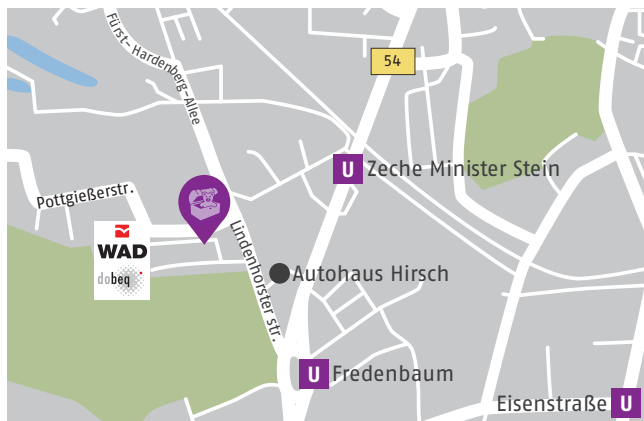 Fürst-Hardenberg-Allee
54
U Zeche Minister Stein
Pottgießerstr.
WAD
dobeq
Lindenhorster str.
Autohaus Hirsch
U Fredenbaum
Eisenstraße U